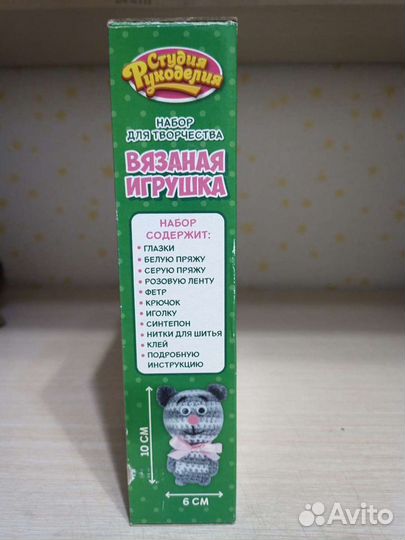 Студия
Рукоделия
НАБОР
ДЛЯ ТВОРЧЕСТВА
ВЯЗАНАЯ
ИГРУШКА
НАБОР
СОДЕРЖИТ:
• ГЛАЗКИ
• БЕЛУЮ ПРЯЖУ
• СЕРУЮ ПРЯЖУ
• РОЗОВУЮ ЛЕНТУ
• ФЕТР
• КРЮЧОК
• ИГОЛКУ
• СИНТЕПОН
• НИТКИ ДЛЯ ШИТЬЯ
• КЛЕЙ
• ПОДРОБНУЮ
ИНСТРУКЦИЮ
10 СМ
6 СМ
Avito